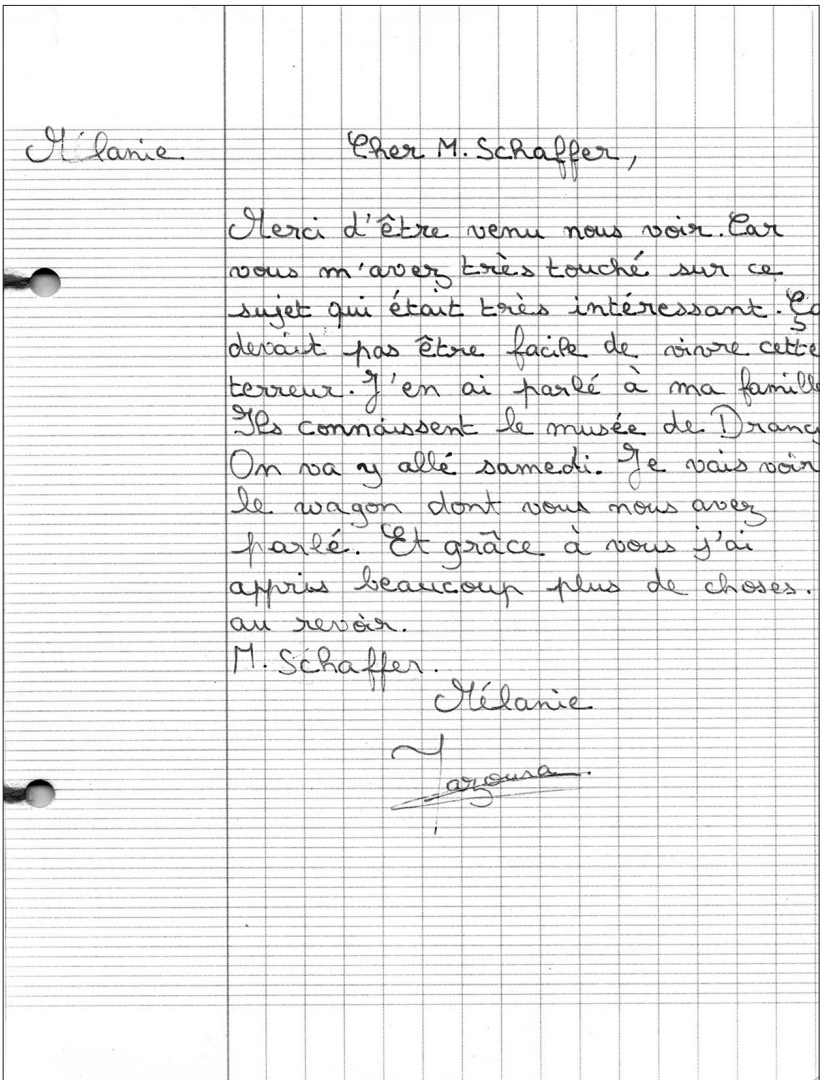 Mélanie.
Cher M. Schaffer,
Merci d'être venu nous voir. Car
vous m'avez très touché sur ce
sujet qui était très intéressant. Ça
devait pas être facile de vivre cette
terreur. J'en ai parlé à ma famill
Ils connaissent le musée de Drancy
On va y allé samedi. Je vais voir
le wagon dont vous nous avez
parlé. Et grâce à vous j'ai
appris beaucoup plus de choses.
au revoir.
M. Schaffer.
Mélanie